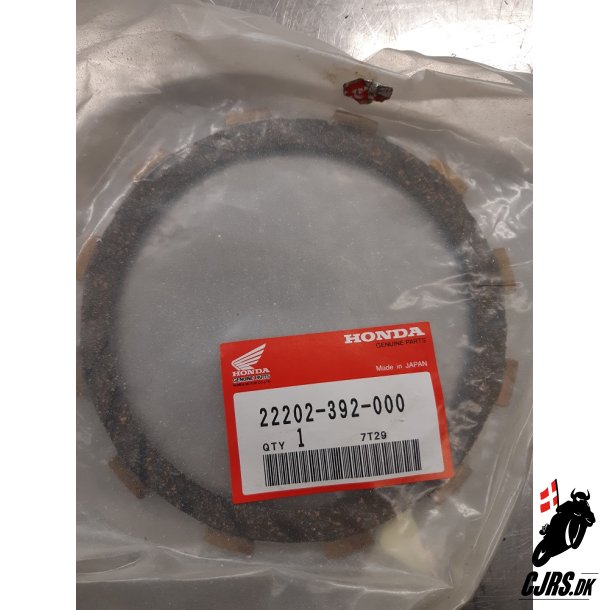 HONDA
GENUINE PARTS
Made in JAPAN
HONDA
GENUINE PARTS
22202-392-000
QTY 1 7T29
CJRS.DK